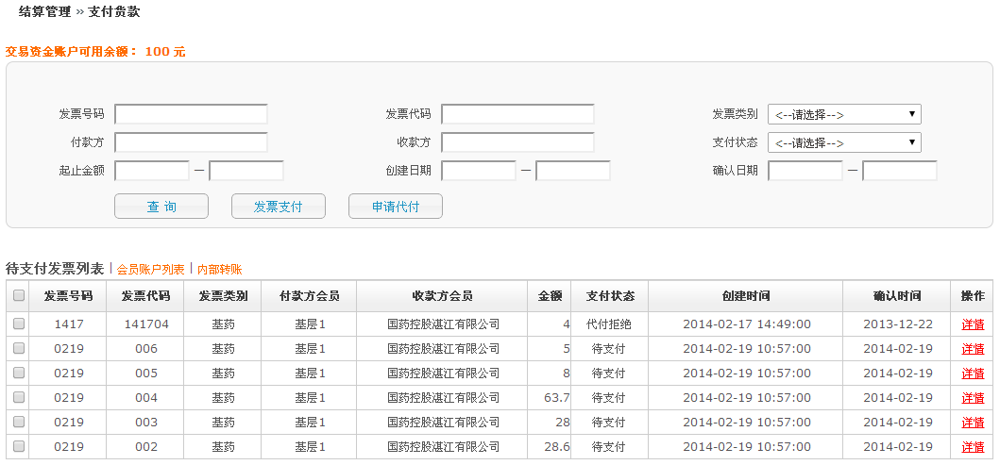 结算管理 » 支付货款
交易资金账户可用余额： 100 元
发票号码 发票代码 发票类别 <--请选择-->
付款方 收款方 支付状态 <--请选择-->
起止金额 — 创建日期 — 确认日期 —
查 询 发票支付 申请代付
待支付发票列表 | 会员账户列表 | 内部转账
发票号码 发票代码 发票类别 付款方会员 收款方会员 金额 支付状态 创建时间 确认时间 操作
1417 141704 基药 基层1 国药控股湛江有限公司 4 代付拒绝 2014-02-17 14:49:00 2013-12-22 详情
0219 006 基药 基层1 国药控股湛江有限公司 5 待支付 2014-02-19 10:57:00 2014-02-19 详情
0219 005 基药 基层1 国药控股湛江有限公司 8 待支付 2014-02-19 10:57:00 2014-02-19 详情
0219 004 基药 基层1 国药控股湛江有限公司 63.7 待支付 2014-02-19 10:57:00 2014-02-19 详情
0219 003 基药 基层1 国药控股湛江有限公司 28 待支付 2014-02-19 10:57:00 2014-02-19 详情
0219 002 基药 基层1 国药控股湛江有限公司 28.6 待支付 2014-02-19 10:57:00 2014-02-19 详情